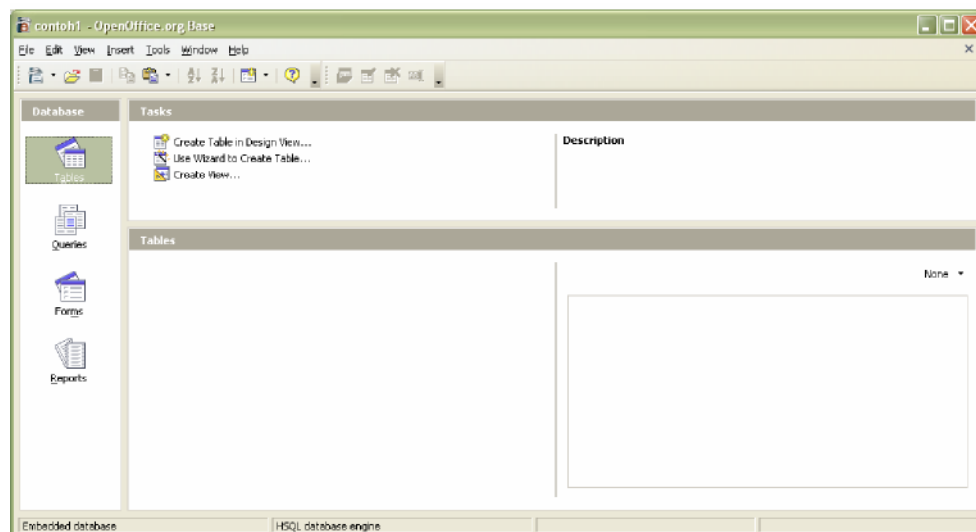 contoh1 - OpenOffice.org Base
File Edit View Insert Tools Window Help
Database
Tasks
Create Table in Design View...
Use Wizard to Create Table...
Create View...
Description
Tables
Queries
Forms
Reports
Tables
None
Embedded database
HSQL database engine